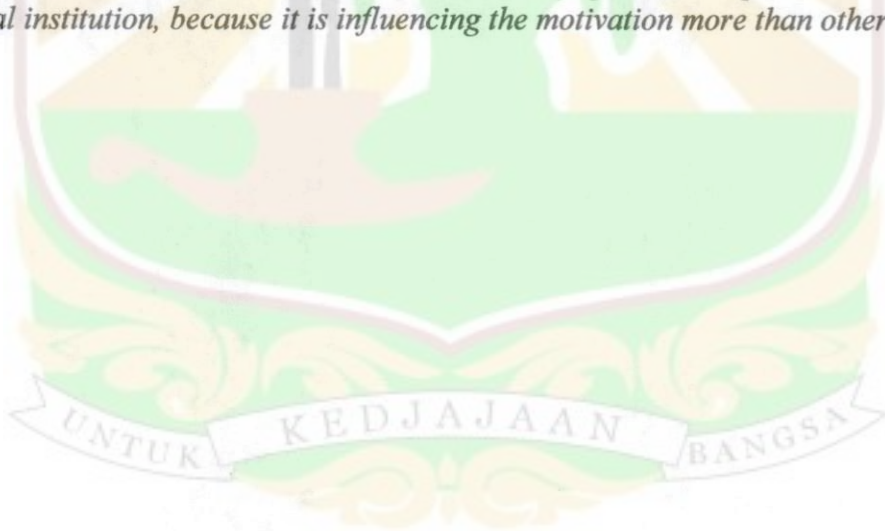 al institution, because it is influencing the motivation more than other
UNTUK KEDJAJAAN BANGSA